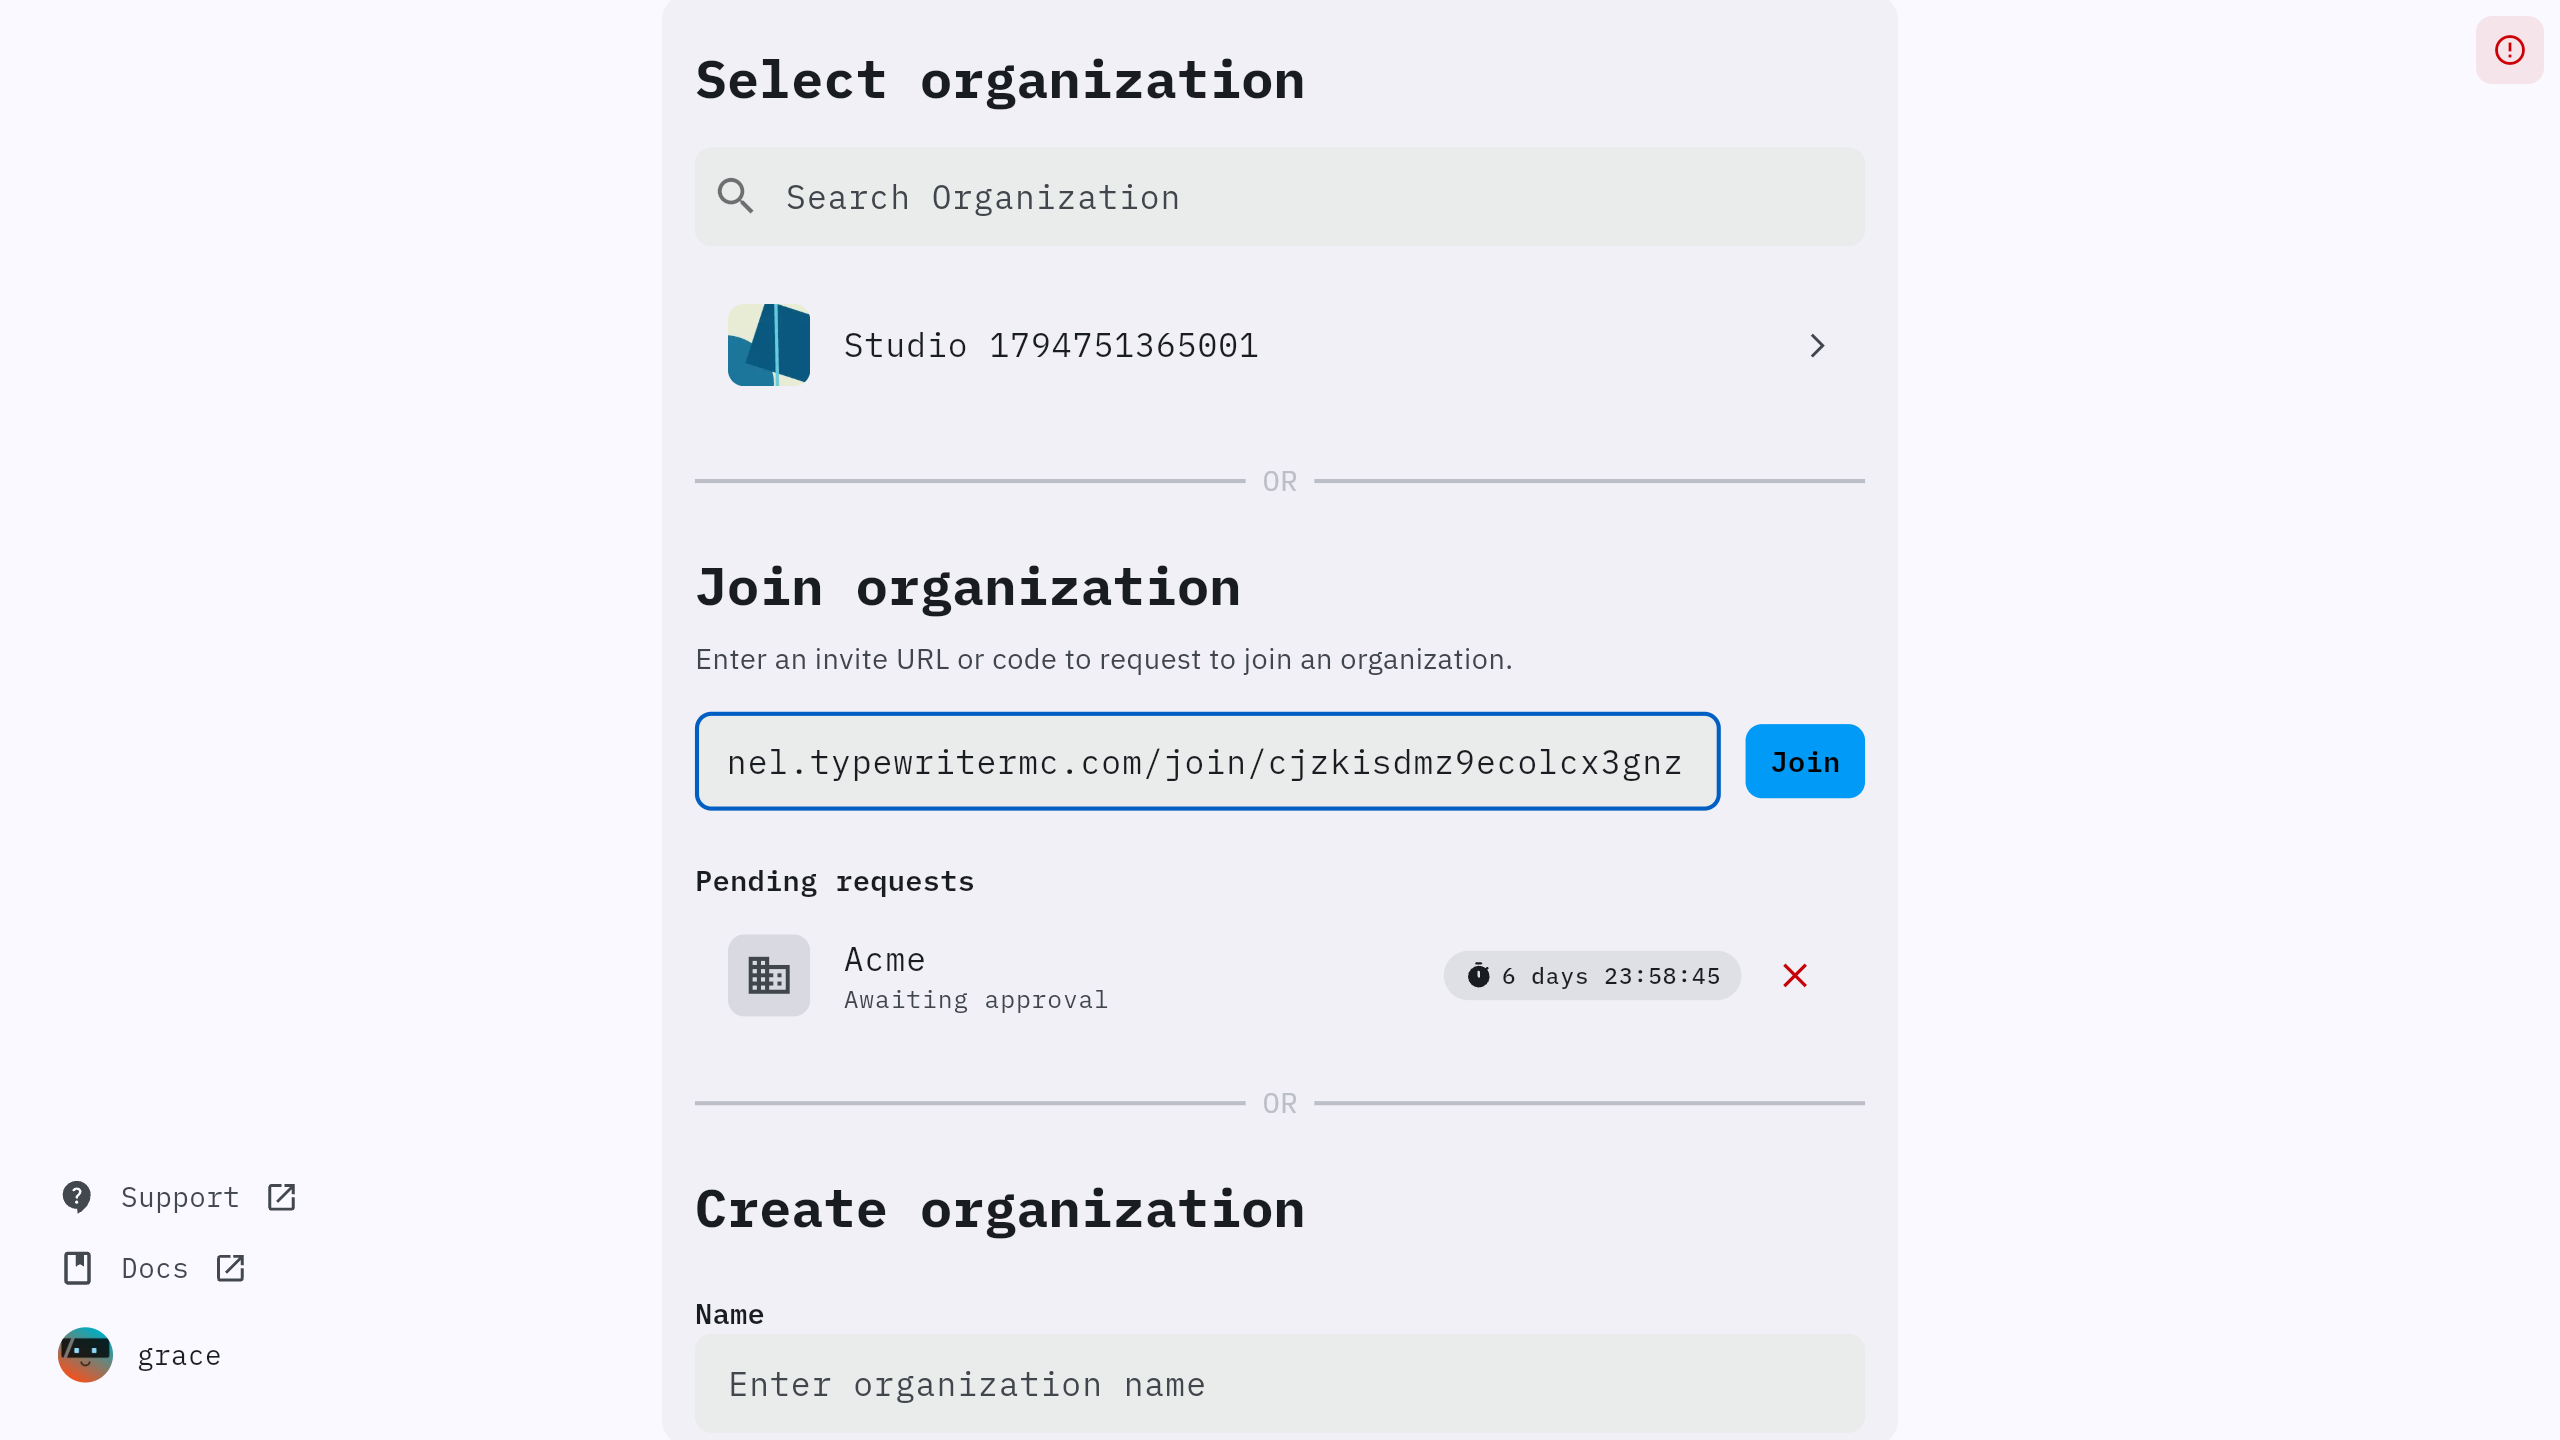 Select organization
Search Organization
Studio 1794751365001
OR
Join organization
Enter an invite URL or code to request to join an organization.
nel.typewritermc.com/join/cjzkisdmz9ecolcx3gnz
Join
Pending requests
Acme
Awaiting approval
6 days 23:58:45
OR
Create organization
Name
Enter organization name
Support
Docs
grace